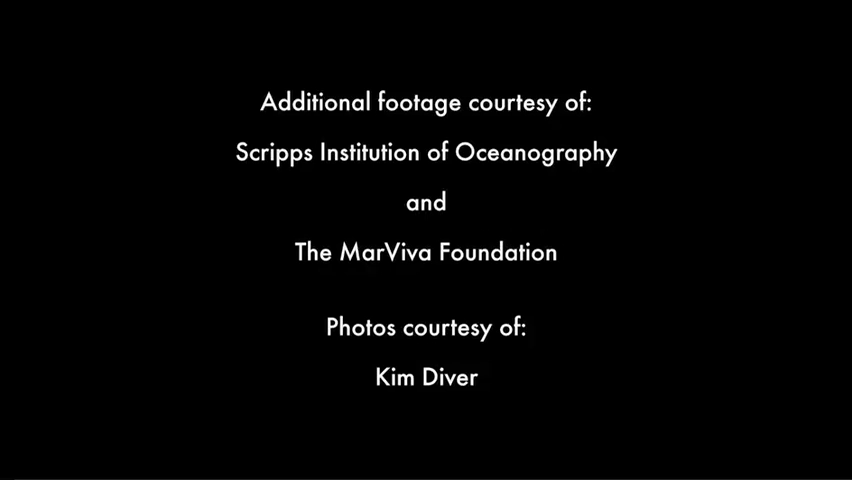 Additional footage courtesy of:
Scripps Institution of Oceanography
and
The MarViva Foundation
Photos courtesy of:
Kim Diver